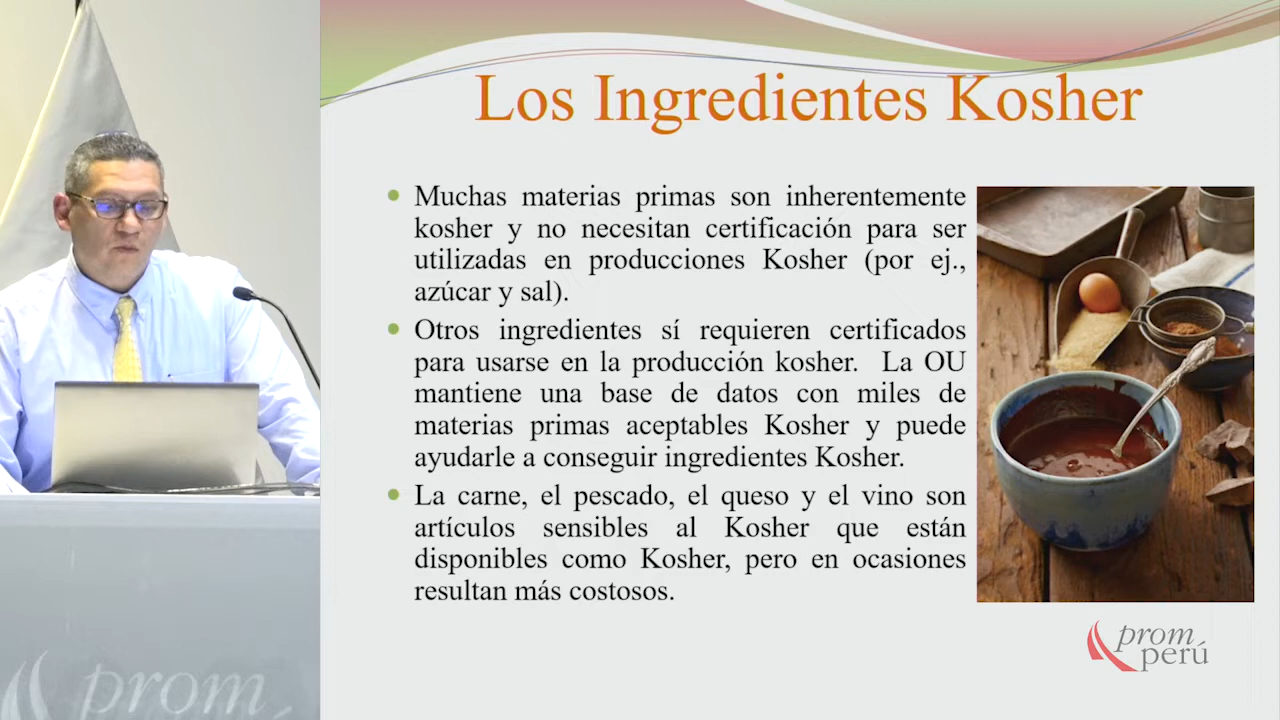 Los Ingredientes Kosher
Muchas materias primas son inherentemente
kosher y no necesitan certificación para ser
utilizadas en producciones Kosher (por ej.,
azúcar y sal).
Otros ingredientes sí requieren certificados
para usarse en la producción kosher. La OU
mantiene una base de datos con miles de
materias primas aceptables Kosher y puede
ayudarle a conseguir ingredientes Kosher.
La carne, el pescado, el queso y el vino son
artículos sensibles al Kosher que están
disponibles como Kosher, pero en ocasiones
resultan más costosos.
prom
perú
prom